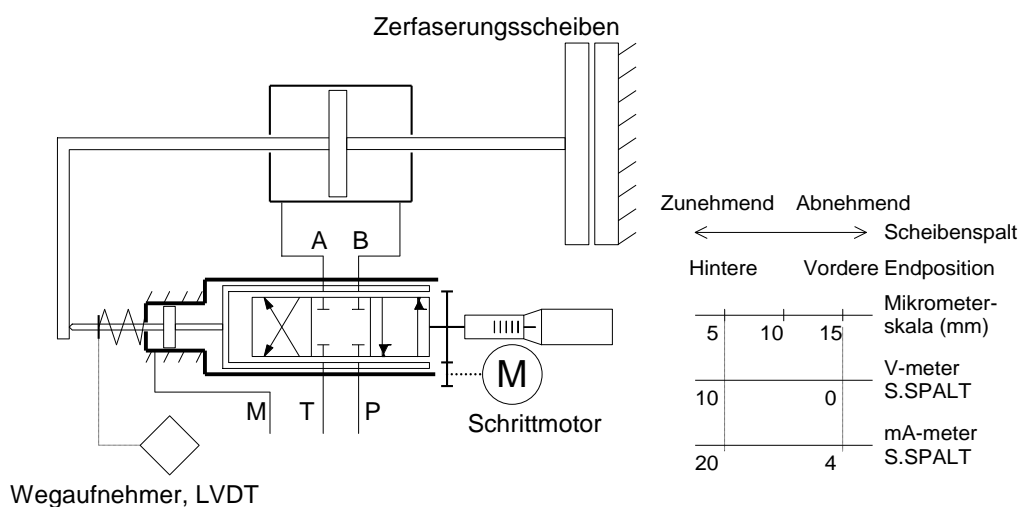 Zerfaserungsscheiben
A B
M T P
M
Schrittmotor
Wegaufnehmer, LVDT
Zunehmend Abnehmend
Scheibenspalt
Hintere Vordere Endposition
Mikrometer-
skala (mm)
5 10 15
V-meter
S.SPALT
10 0
mA-meter
S.SPALT
20 4